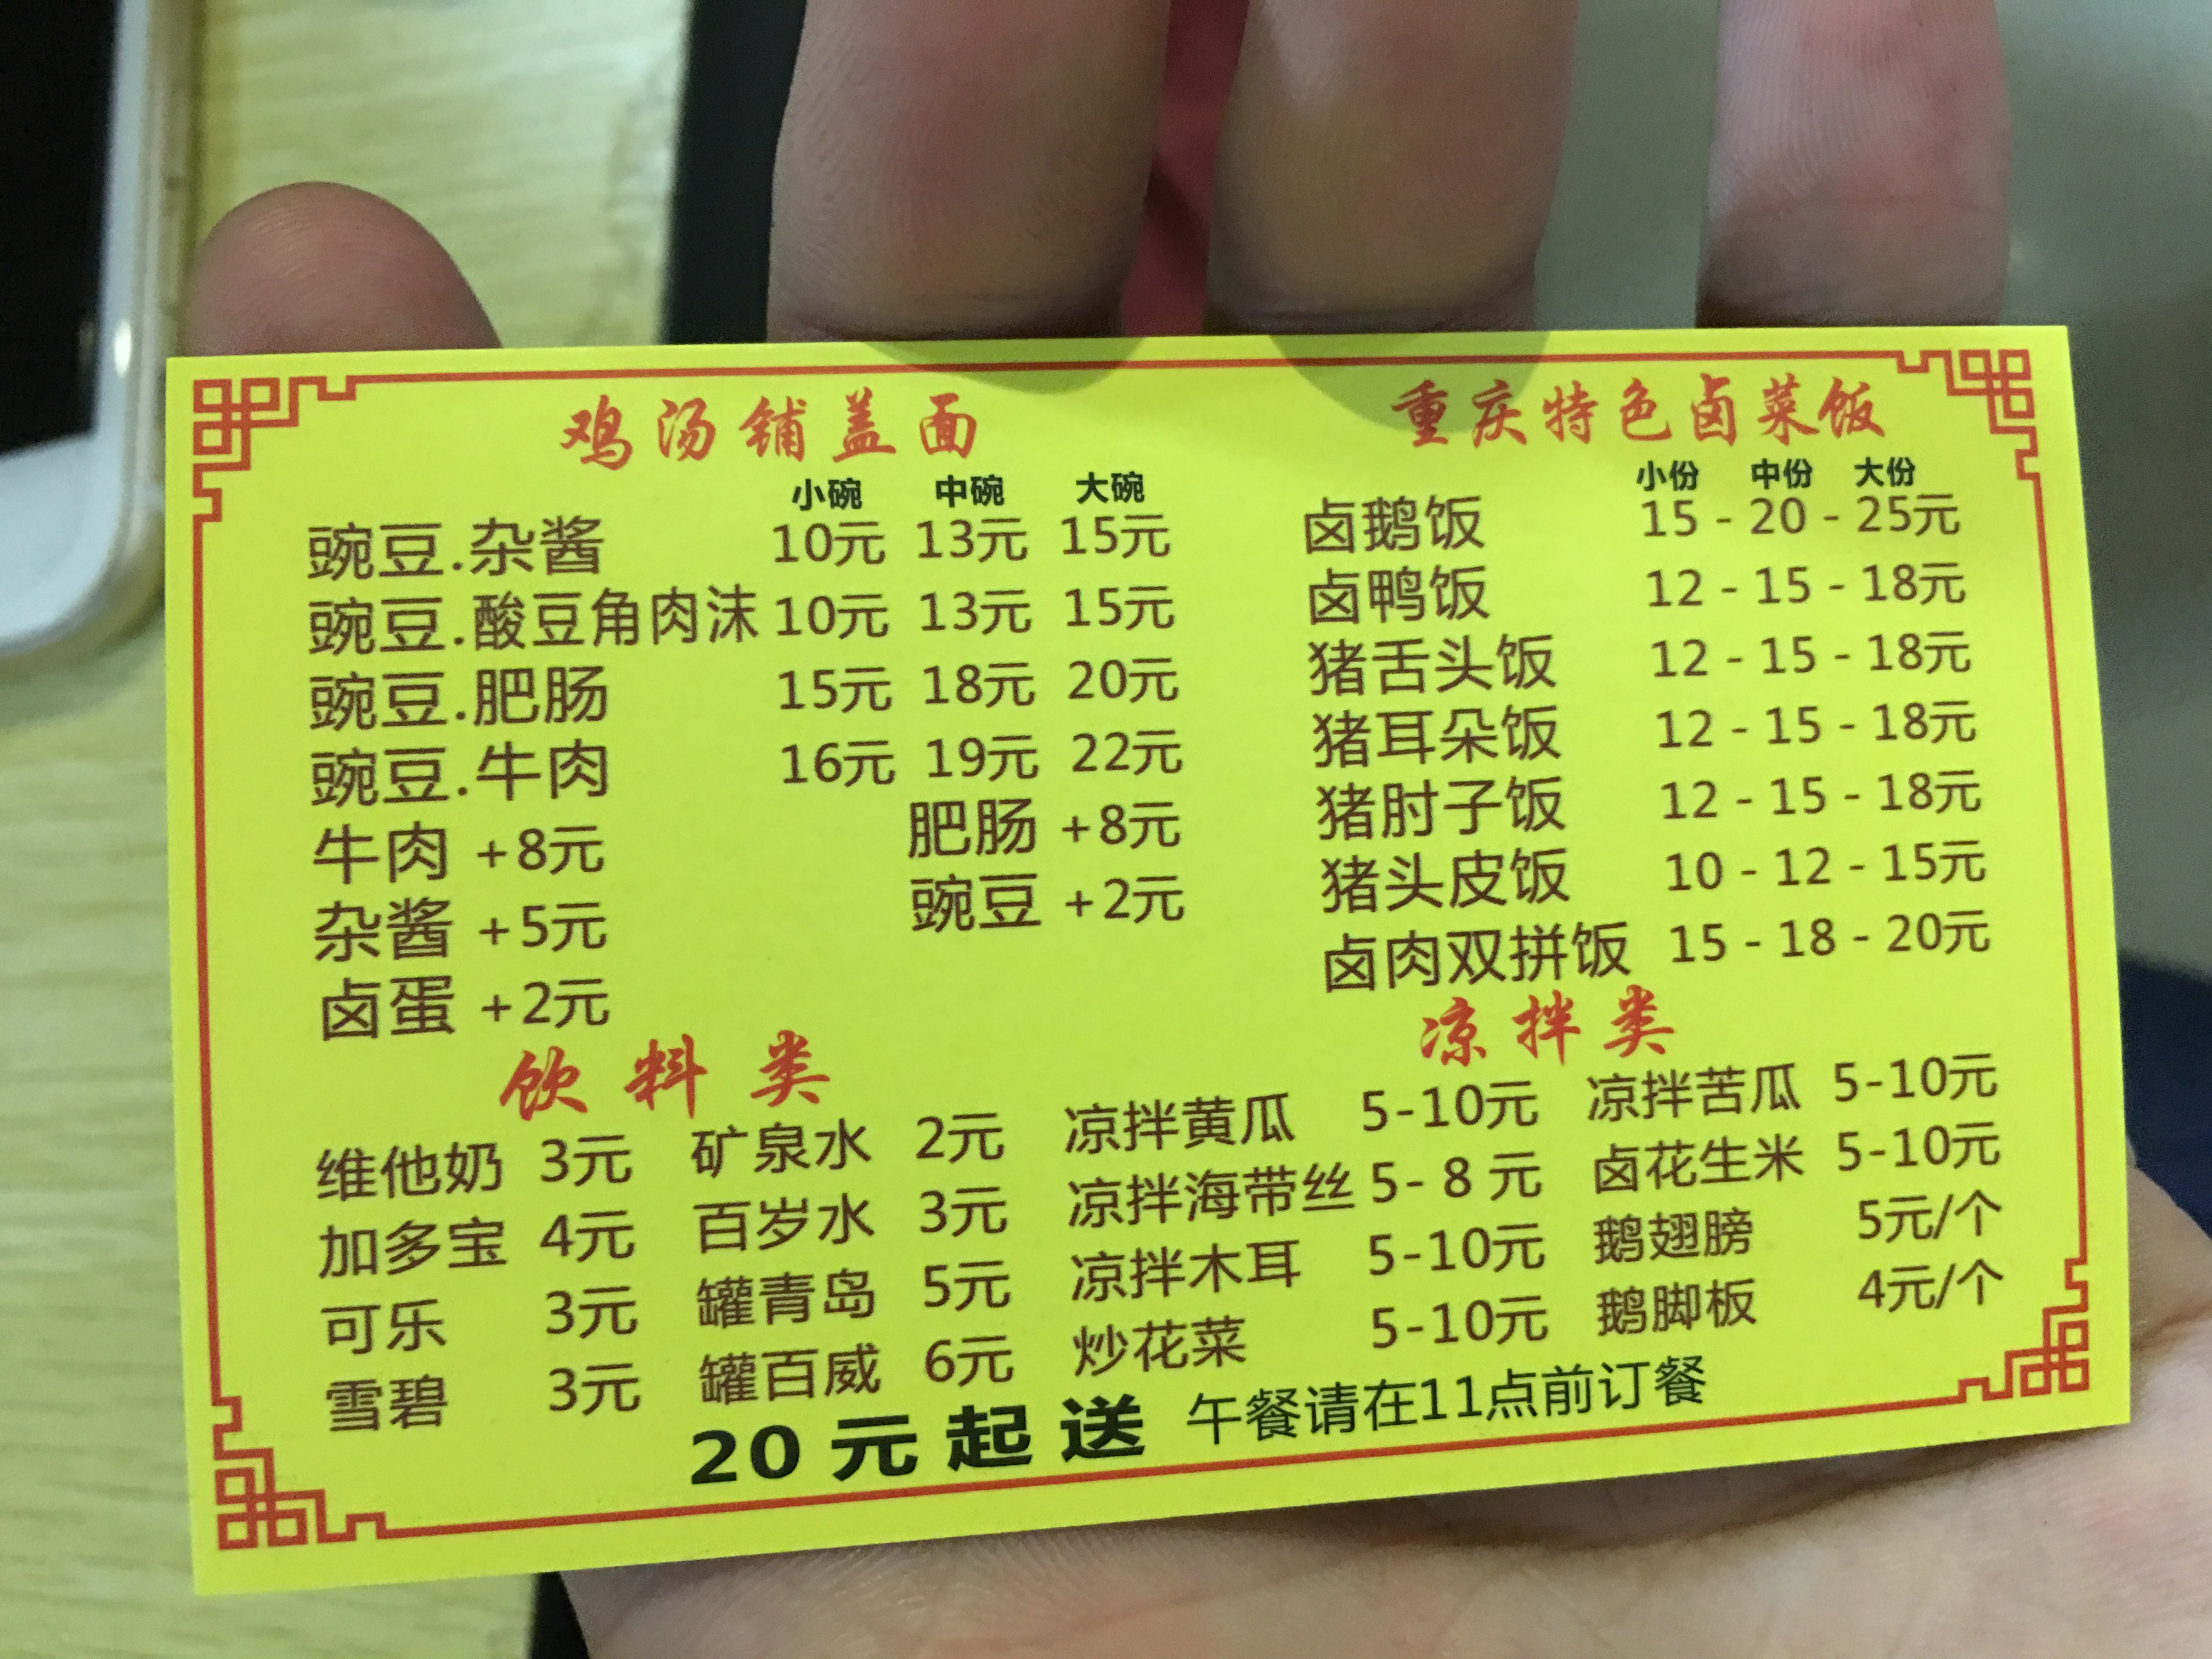 鸡汤铺盖面
小碗 中碗 大碗
豌豆.杂酱 10元 13元 15元
豌豆.酸豆角肉沫 10元 13元 15元
豌豆.肥肠 15元 18元 20元
豌豆.牛肉 16元 19元 22元
牛肉 +8元 肥肠 +8元
杂酱 +5元 豌豆 +2元
卤蛋 +2元
重庆特色卤菜饭
小份 中份 大份
卤鹅饭 15 - 20 - 25元
卤鸭饭 12 - 15 - 18元
猪舌头饭 12 - 15 - 18元
猪耳朵饭 12 - 15 - 18元
猪肘子饭 12 - 15 - 18元
猪头皮饭 10 - 12 - 15元
卤肉双拼饭 15 - 18 - 20元
饮料类
维他奶 3元 矿泉水 2元
加多宝 4元 百岁水 3元
可乐 3元 罐青岛 5元
雪碧 3元 罐百威 6元
凉拌类
凉拌黄瓜 5-10元 凉拌苦瓜 5-10元
凉拌海带丝 5- 8 元 卤花生米 5-10元
凉拌木耳 5-10元 鹅翅膀 5元/个
炒花菜 5-10元 鹅脚板 4元/个
20元起送 午餐请在11点前订餐